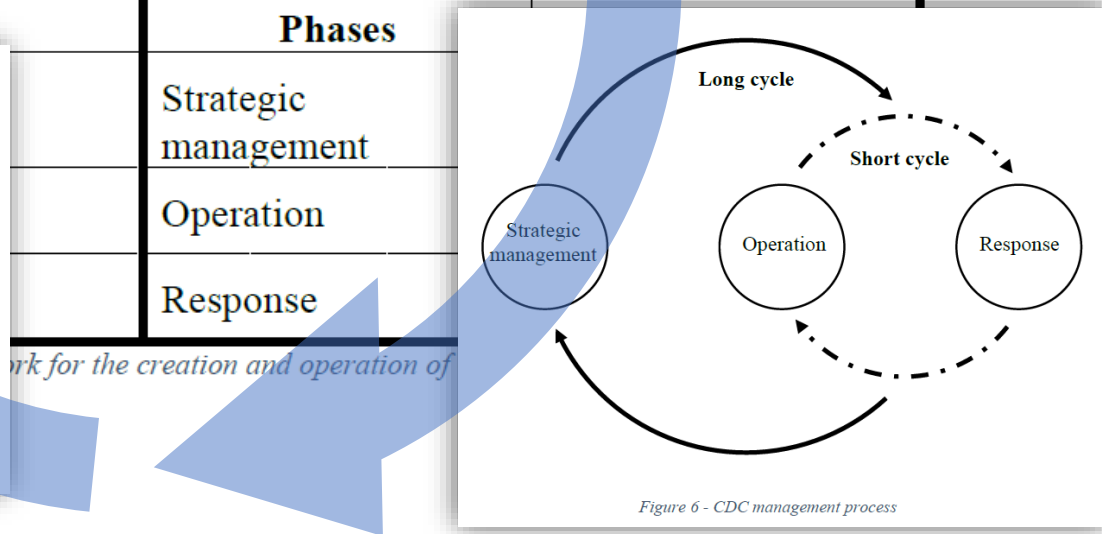 Phases
Strategic
management
Operation
Response
for the creation and operation of
Long cycle
Short cycle
Strategic
management
Operation
Response
Figure 6 - CDC management process